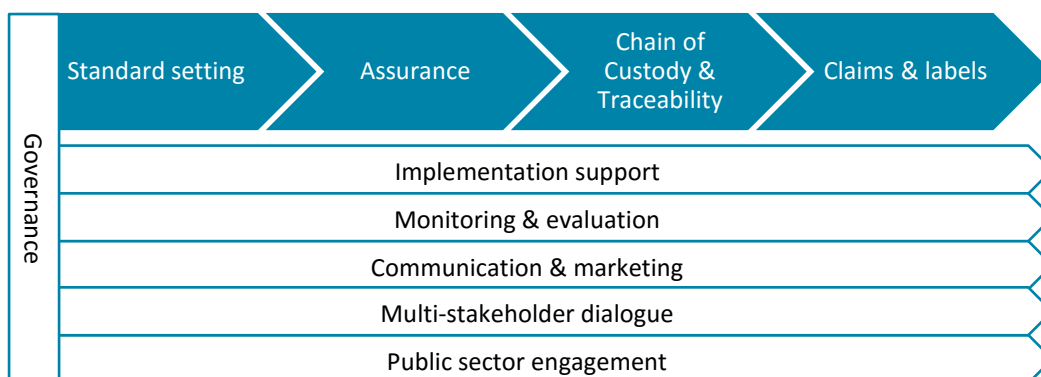 Governance
Standard setting
Assurance
Chain of
Custody &
Traceability
Claims & labels
Implementation support
Monitoring & evaluation
Communication & marketing
Multi-stakeholder dialogue
Public sector engagement